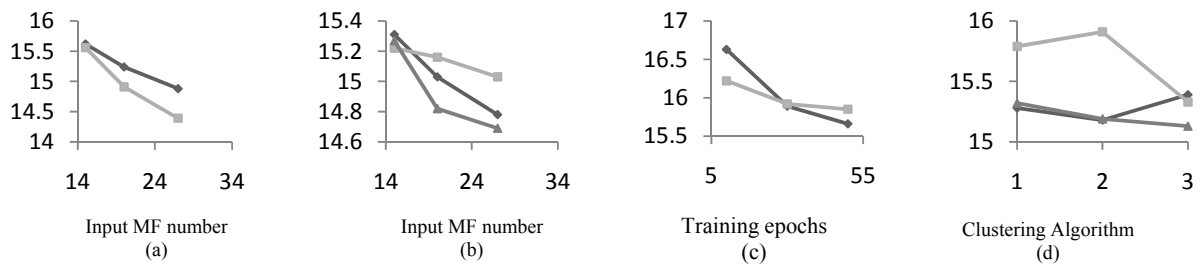 16
15.5
15
14.5
14
14 24 34
Input MF number
(a)
15.4
15.2
15
14.8
14.6
14 24 34
Input MF number
(b)
17
16.5
16
15.5
5 55
Training epochs
(c)
16
15.5
15
1 2 3
Clustering Algorithm
(d)